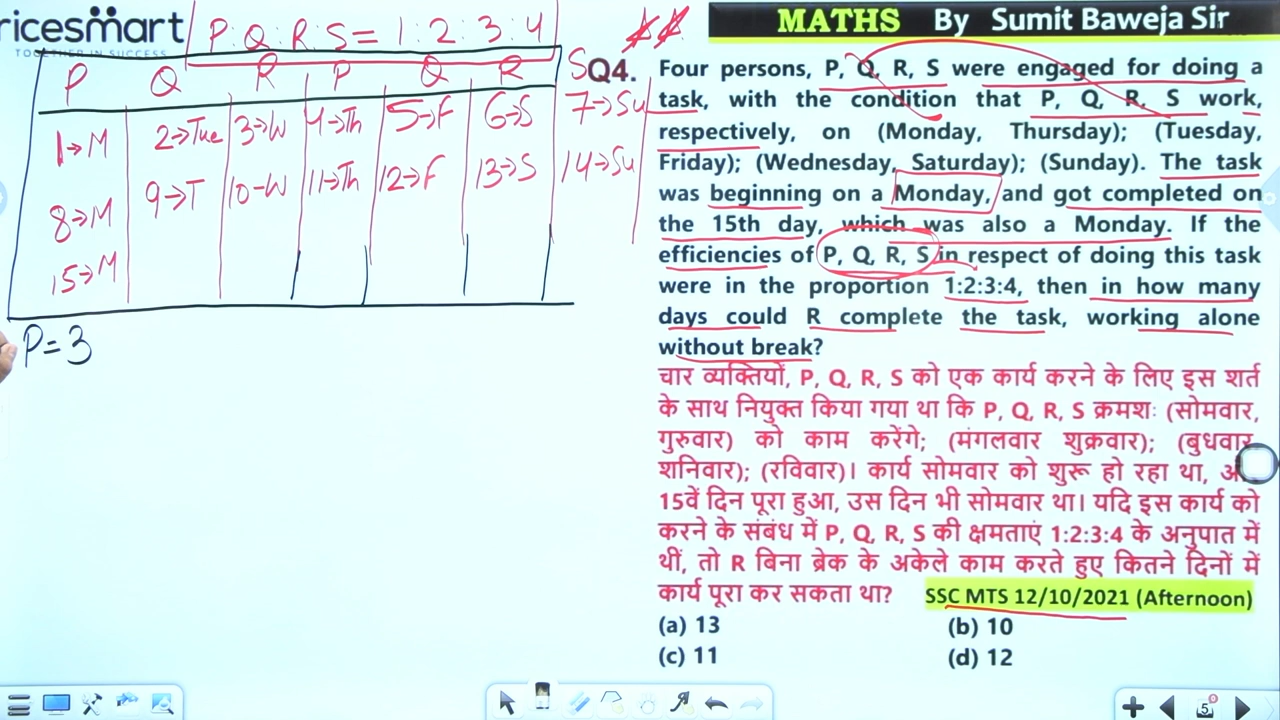 ricesmart
TOGETHER IN SUCCESS
P:Q:R:S = 1:2:3:4
P Q R P Q R S
1→M 2→Tue 3→W 4→Th 5→F 6→S 7→Su
8→M 9→T 10-W 11→Th 12→F 13→S 14→Su
15→M
P=3
MATHS By Sumit Baweja Sir
Q4. Four persons, P, Q, R, S were engaged for doing a
task, with the condition that P, Q, R, S work,
respectively, on (Monday, Thursday); (Tuesday,
Friday); (Wednesday, Saturday); (Sunday). The task
was beginning on a Monday, and got completed on
the 15th day, which was also a Monday. If the
efficiencies of P, Q, R, S in respect of doing this task
were in the proportion 1:2:3:4, then in how many
days could R complete the task, working alone
without break?
चार व्यक्तियों, P, Q, R, S को एक कार्य करने के लिए इस शर्त
के साथ नियुक्त किया गया था कि P, Q, R, S क्रमशः (सोमवार,
गुरुवार) को काम करेंगे; (मंगलवार शुक्रवार); (बुधवार,
शनिवार); (रविवार)। कार्य सोमवार को शुरू हो रहा था,
15वें दिन पूरा हुआ, उस दिन भी सोमवार था। यदि इस कार्य को
करने के संबंध में P, Q, R, S की क्षमताएं 1:2:3:4 के अनुपात में
थीं, तो R बिना ब्रेक के अकेले काम करते हुए कितने दिनों में
कार्य पूरा कर सकता था? SSC MTS 12/10/2021 (Afternoon)
(a) 13 (b) 10
(c) 11 (d) 12
5